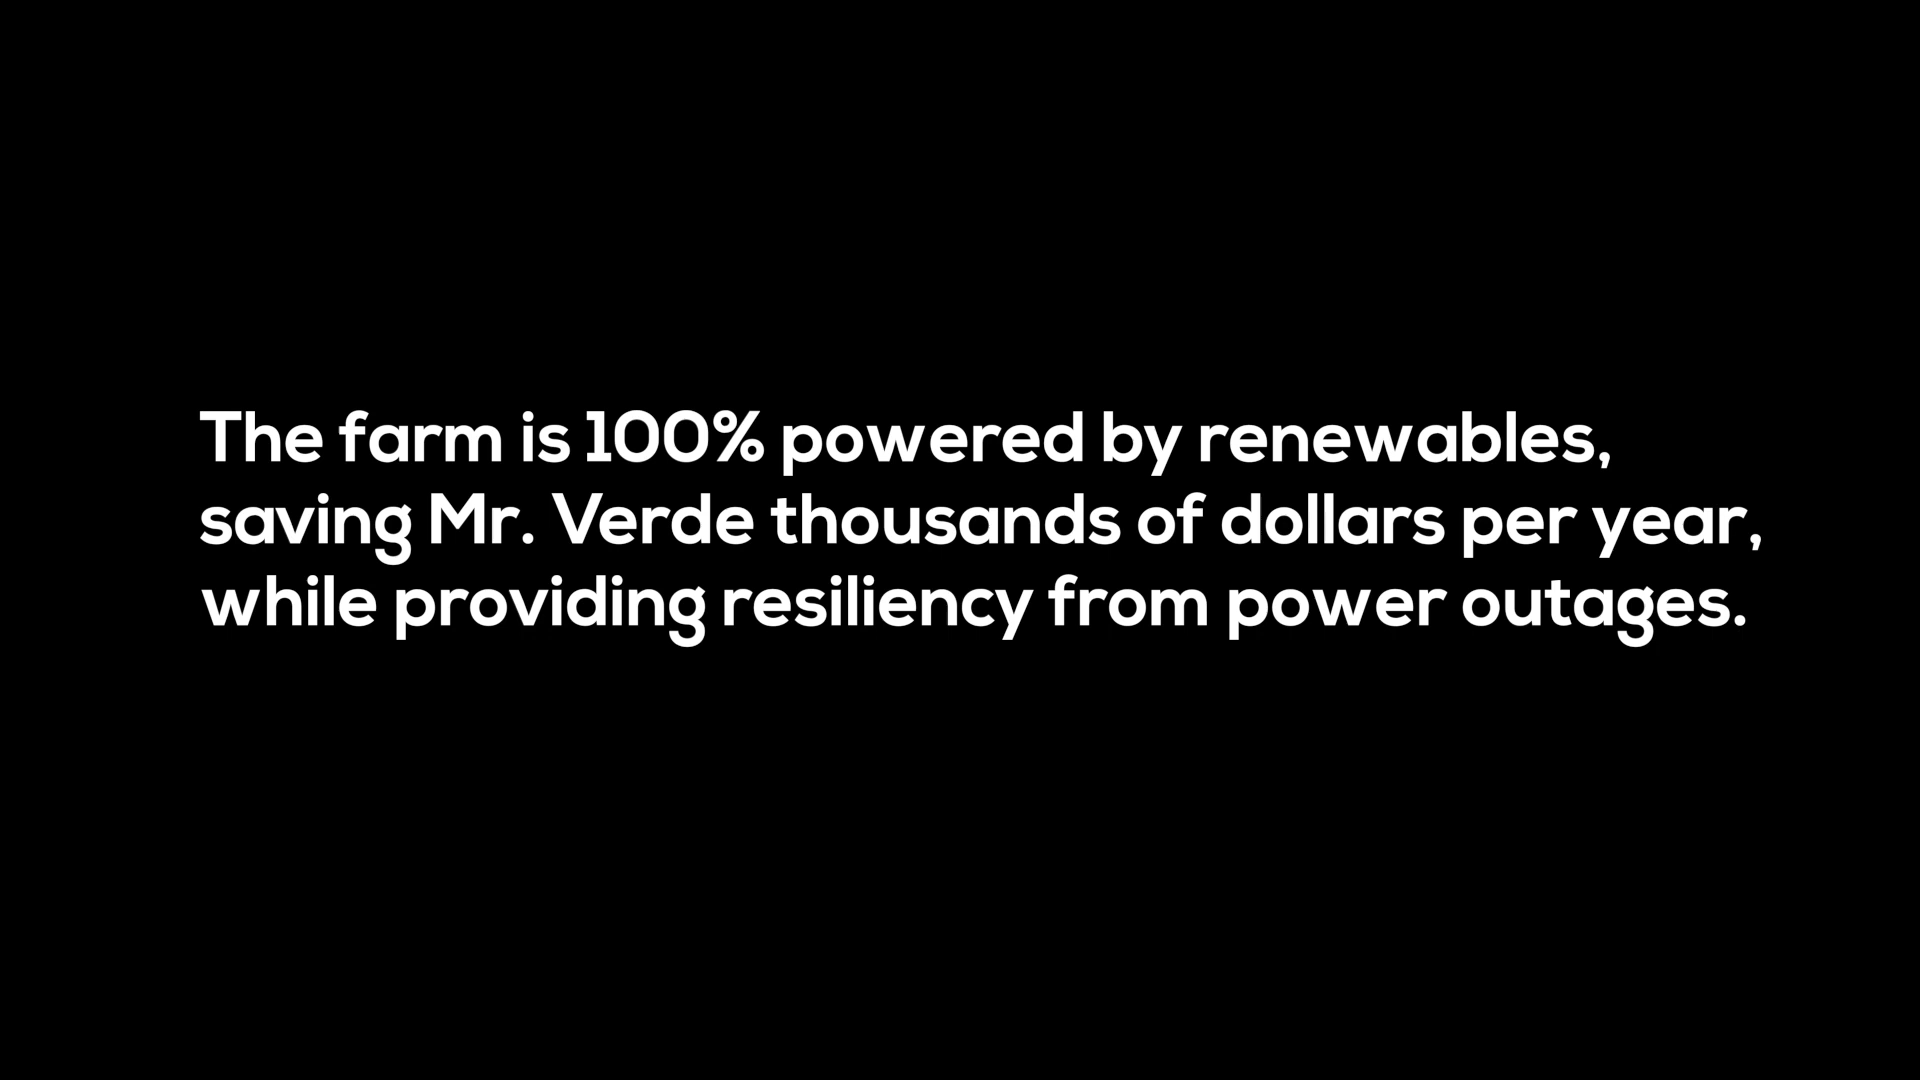 The farm is 100% powered by renewables,
saving Mr. Verde thousands of dollars per year,
while providing resiliency from power outages.